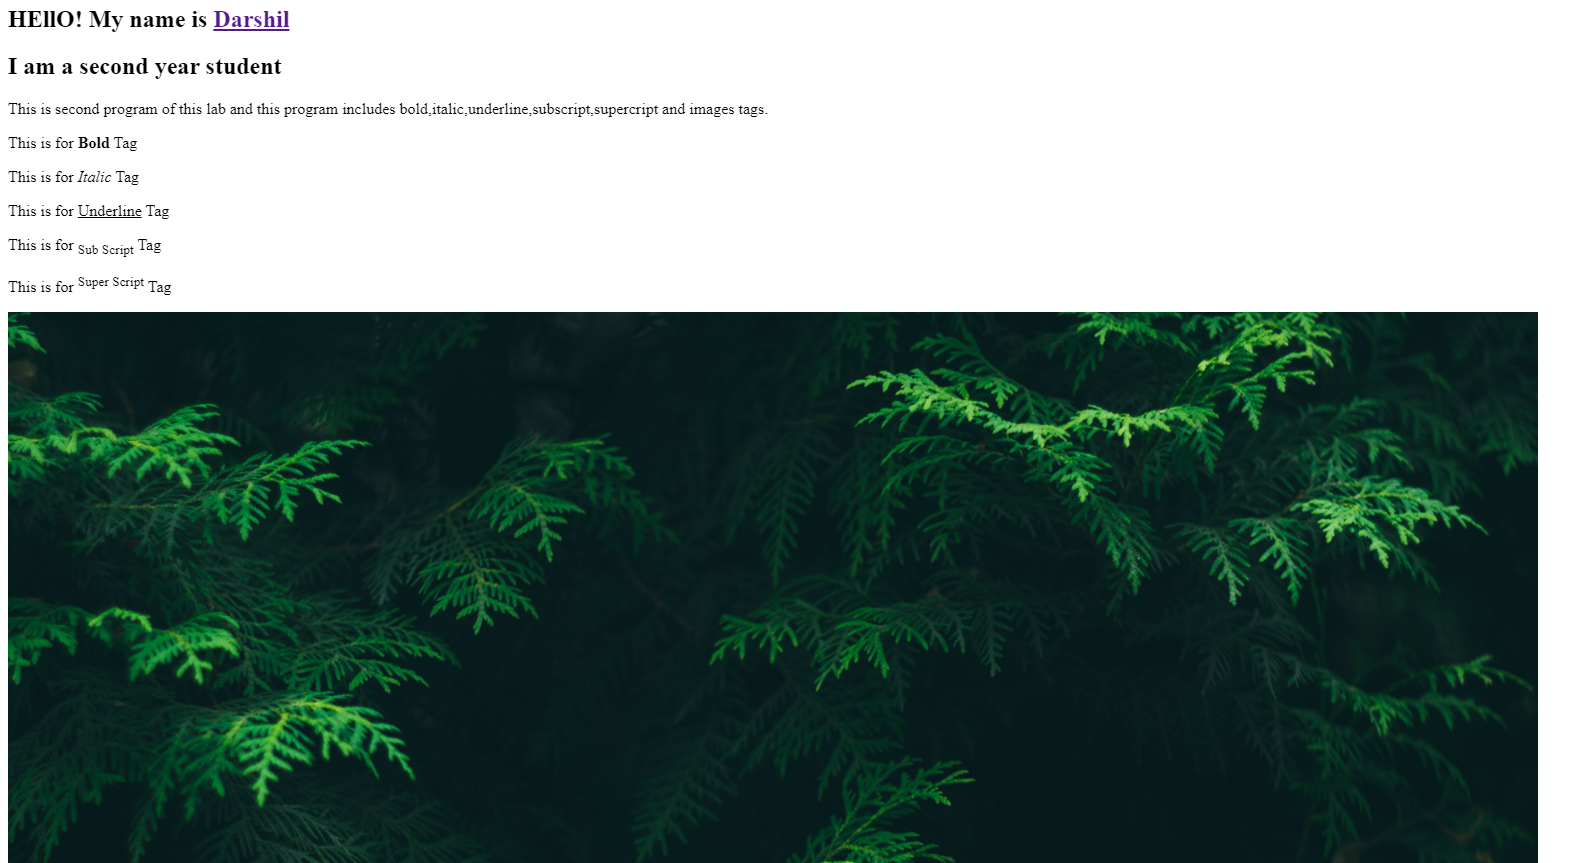 HEllO! My name is Darshil
I am a second year student
This is second program of this lab and this program includes bold,italic,underline,subscript,supercript and images tags.
This is for Bold Tag
This is for Italic Tag
This is for Underline Tag
This is for Sub Script Tag
This is for Super Script Tag